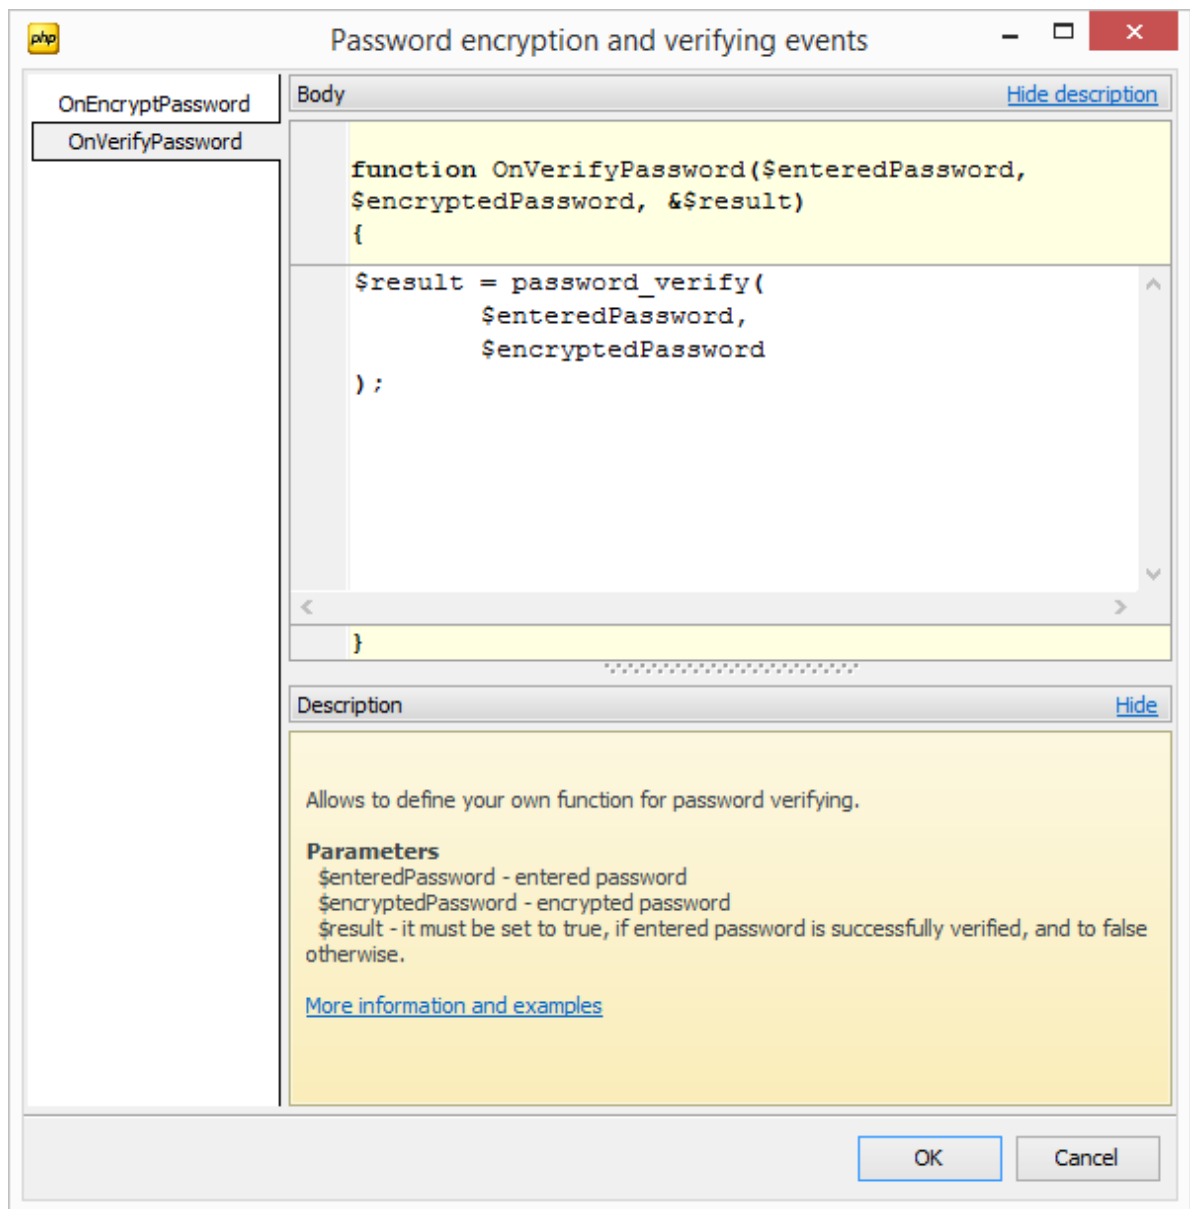 php
Password encryption and verifying events
OnEncryptPassword
OnVerifyPassword
Body
Hide description
function OnVerifyPassword($enteredPassword,
$encryptedPassword, &$result)
{
$result = password_verify(
$enteredPassword,
$encryptedPassword
);
}
Description
Hide
Allows to define your own function for password verifying.
Parameters
$enteredPassword - entered password
$encryptedPassword - encrypted password
$result - it must be set to true, if entered password is successfully verified, and to false
otherwise.
More information and examples
OK
Cancel